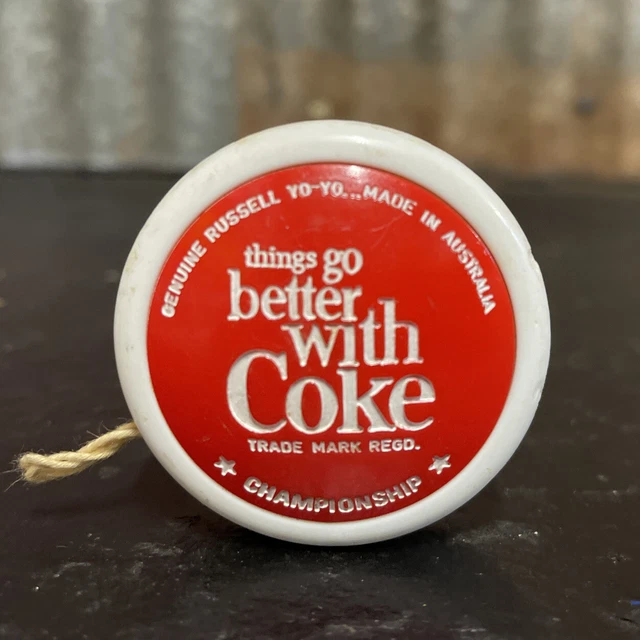 GENUINE RUSSELL YO-YO...MADE IN AUSTRALIA
things go
better
with
Coke
TRADE MARK REGD.
CHAMPIONSHIP